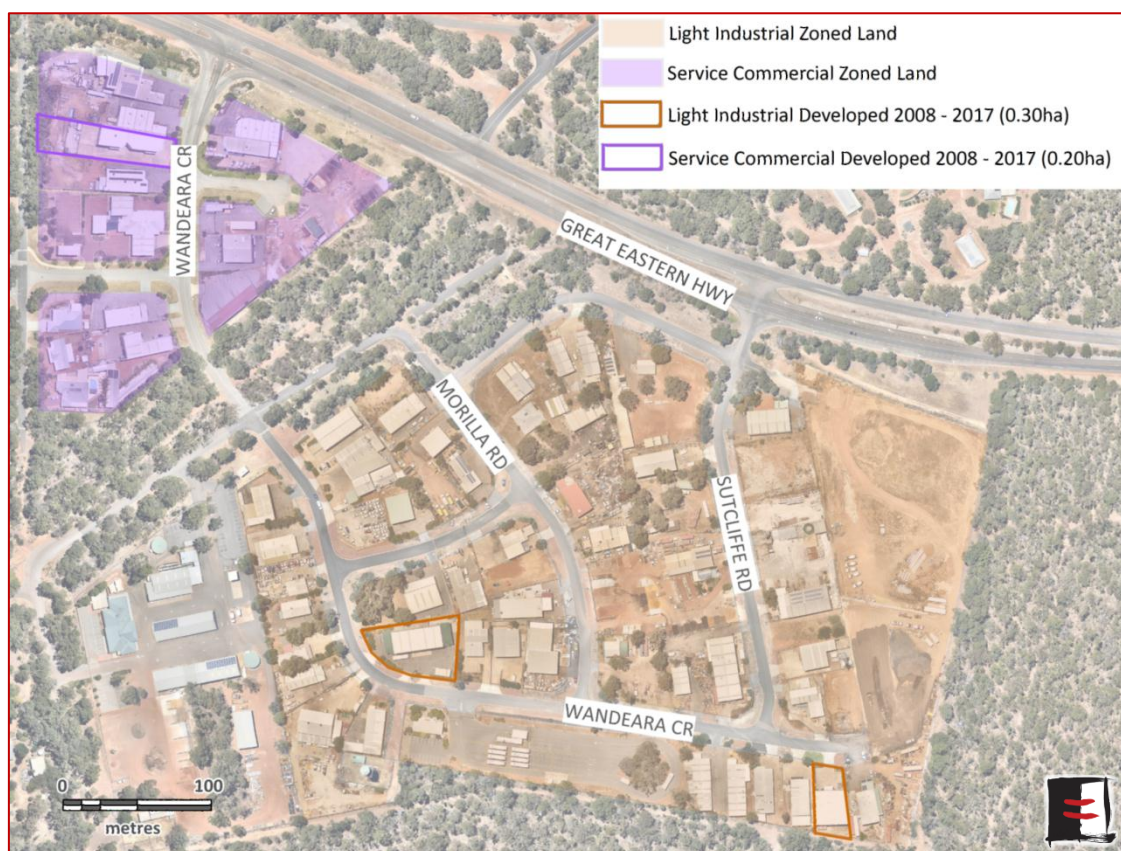 Light Industrial Zoned Land
Service Commercial Zoned Land
Light Industrial Developed 2008 - 2017 (0.30ha)
Service Commercial Developed 2008 - 2017 (0.20ha)
WANDEARA CR
GREAT EASTERN HWY
MORILLA RD
SUTCLIFFE RD
WANDEARA CR
0 100
metres